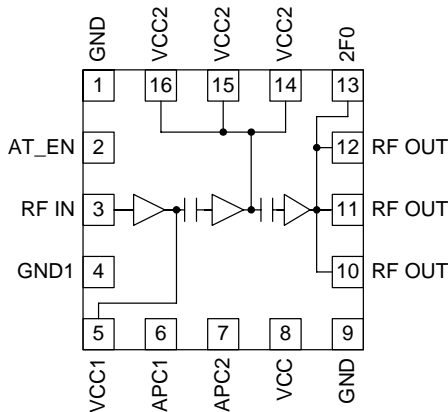 GND
VCC2
VCC2
VCC2
2F0
1
16
15
14
13
AT_EN
2
12
RF OUT
RF IN
3
11
RF OUT
GND1
4
10
RF OUT
5
6
7
8
9
VCC1
APC1
APC2
VCC
GND